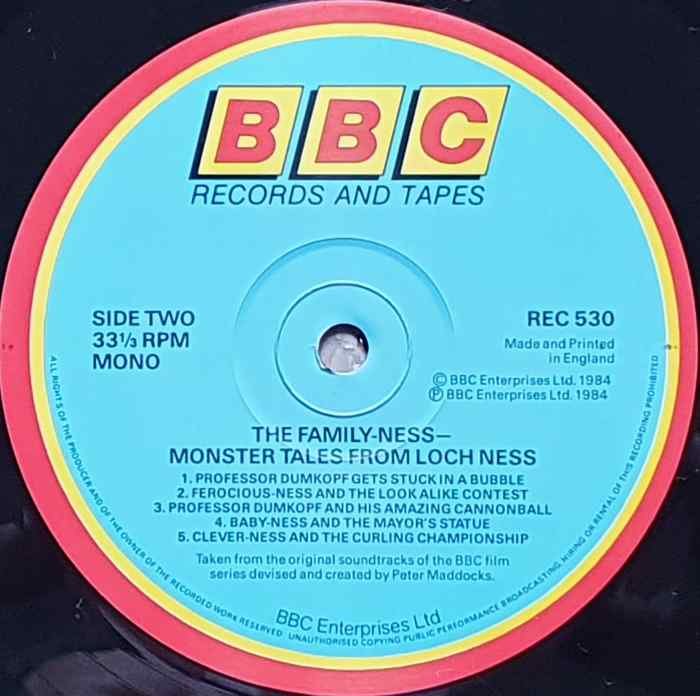 BBC
RECORDS AND TAPES
SIDE TWO
33⅓ RPM
MONO
REC 530
Made and Printed
in England
© BBC Enterprises Ltd. 1984
℗ BBC Enterprises Ltd. 1984
THE FAMILY-NESS—
MONSTER TALES FROM LOCH NESS
1. PROFESSOR DUMKOPF GETS STUCK IN A BUBBLE
2. FEROCIOUS-NESS AND THE LOOK ALIKE CONTEST
3. PROFESSOR DUMKOPF AND HIS AMAZING CANNONBALL
4. BABY-NESS AND THE MAYOR'S STATUE
5. CLEVER-NESS AND THE CURLING CHAMPIONSHIP
Taken from the original soundtracks of the BBC film
series devised and created by Peter Maddocks.
BBC Enterprises Ltd
ALL RIGHTS OF THE PRODUCER AND OF THE OWNER OF THE RECORDED WORK RESERVED UNAUTHORISED COPYING PUBLIC PERFORMANCE BROADCASTING, HIRING OR RENTAL OF THIS RECORDING PROHIBITED